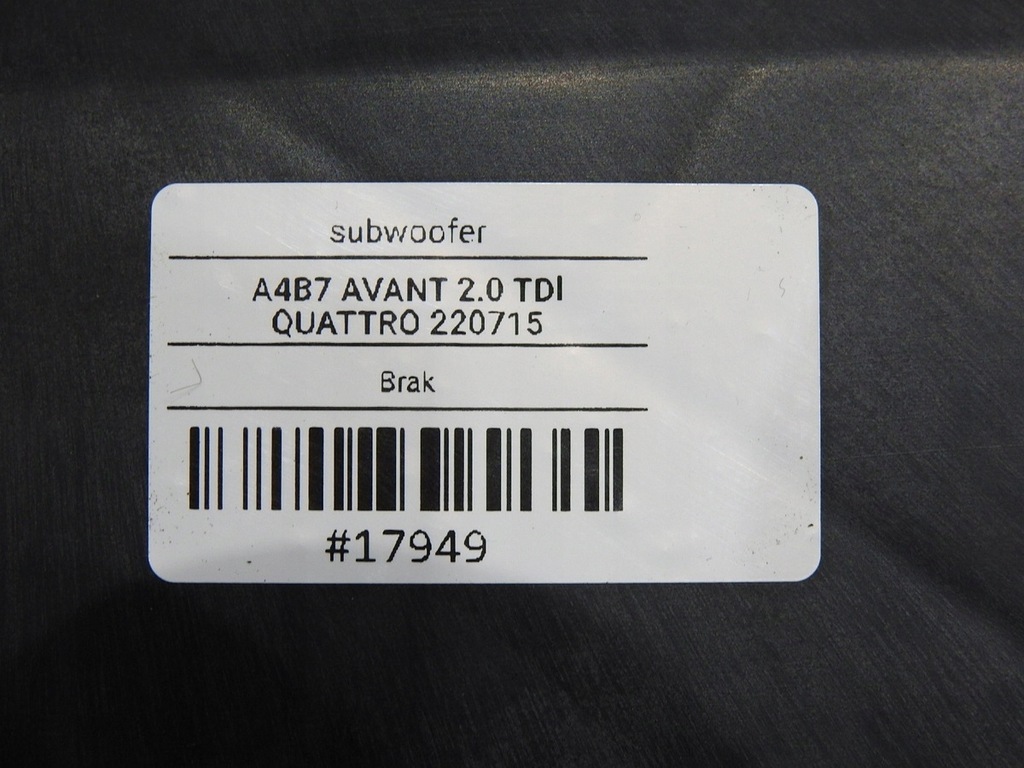 subwoofer
A4B7 AVANT 2.0 TDI
QUATTRO 220715
Brak
#17949